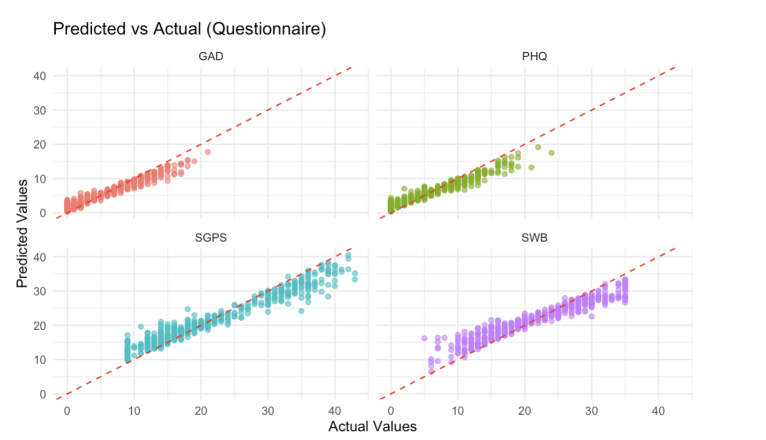 Predicted vs Actual (Questionnaire)
GAD
PHQ
40
30
20
10
0
SGPS
SWB
40
30
20
10
0
0 10 20 30 40
0 10 20 30 40
Predicted Values
Actual Values